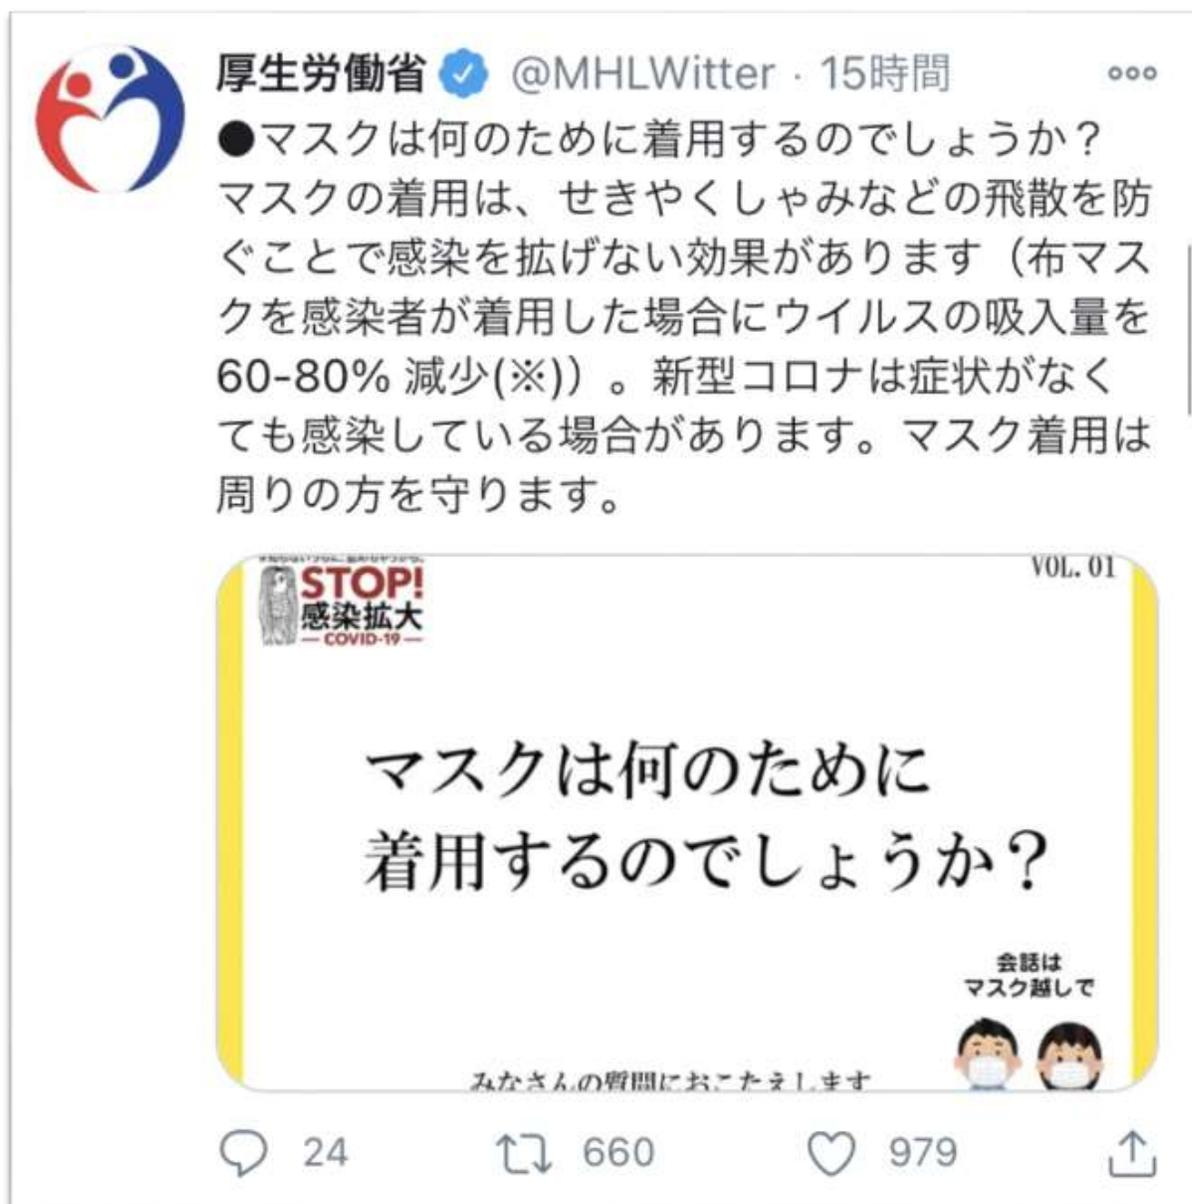 厚生労働省 @MHLWitter · 15時間
●マスクは何のために着用するのでしょうか？
マスクの着用は、せきやくしゃみなどの飛散を防
ぐことで感染を拡げない効果があります（布マス
クを感染者が着用した場合にウイルスの吸入量を
60-80% 減少(※)）。新型コロナは症状がなく
ても感染している場合があります。マスク着用は
周りの方を守ります。
VOL. 01
STOP!
感染拡大
COVID-19
マスクは何のために
着用するのでしょうか？
会話は
マスク越しで
みなさんの質問におこたえします
24 660 979